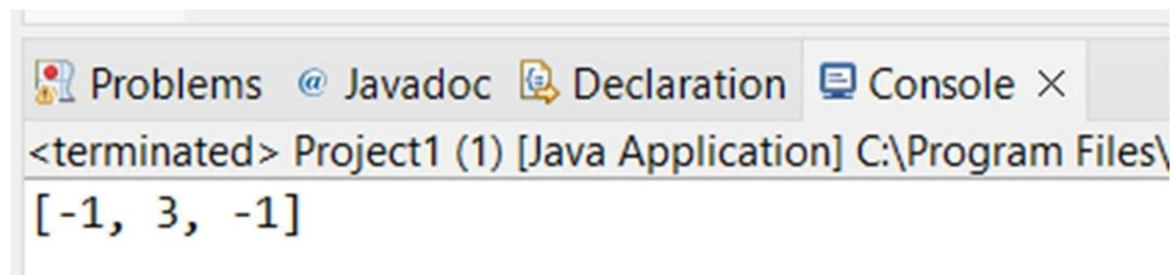 Problems @ Javadoc Declaration Console ×
<terminated> Project1 (1) [Java Application] C:\Program Files\
[-1, 3, -1]